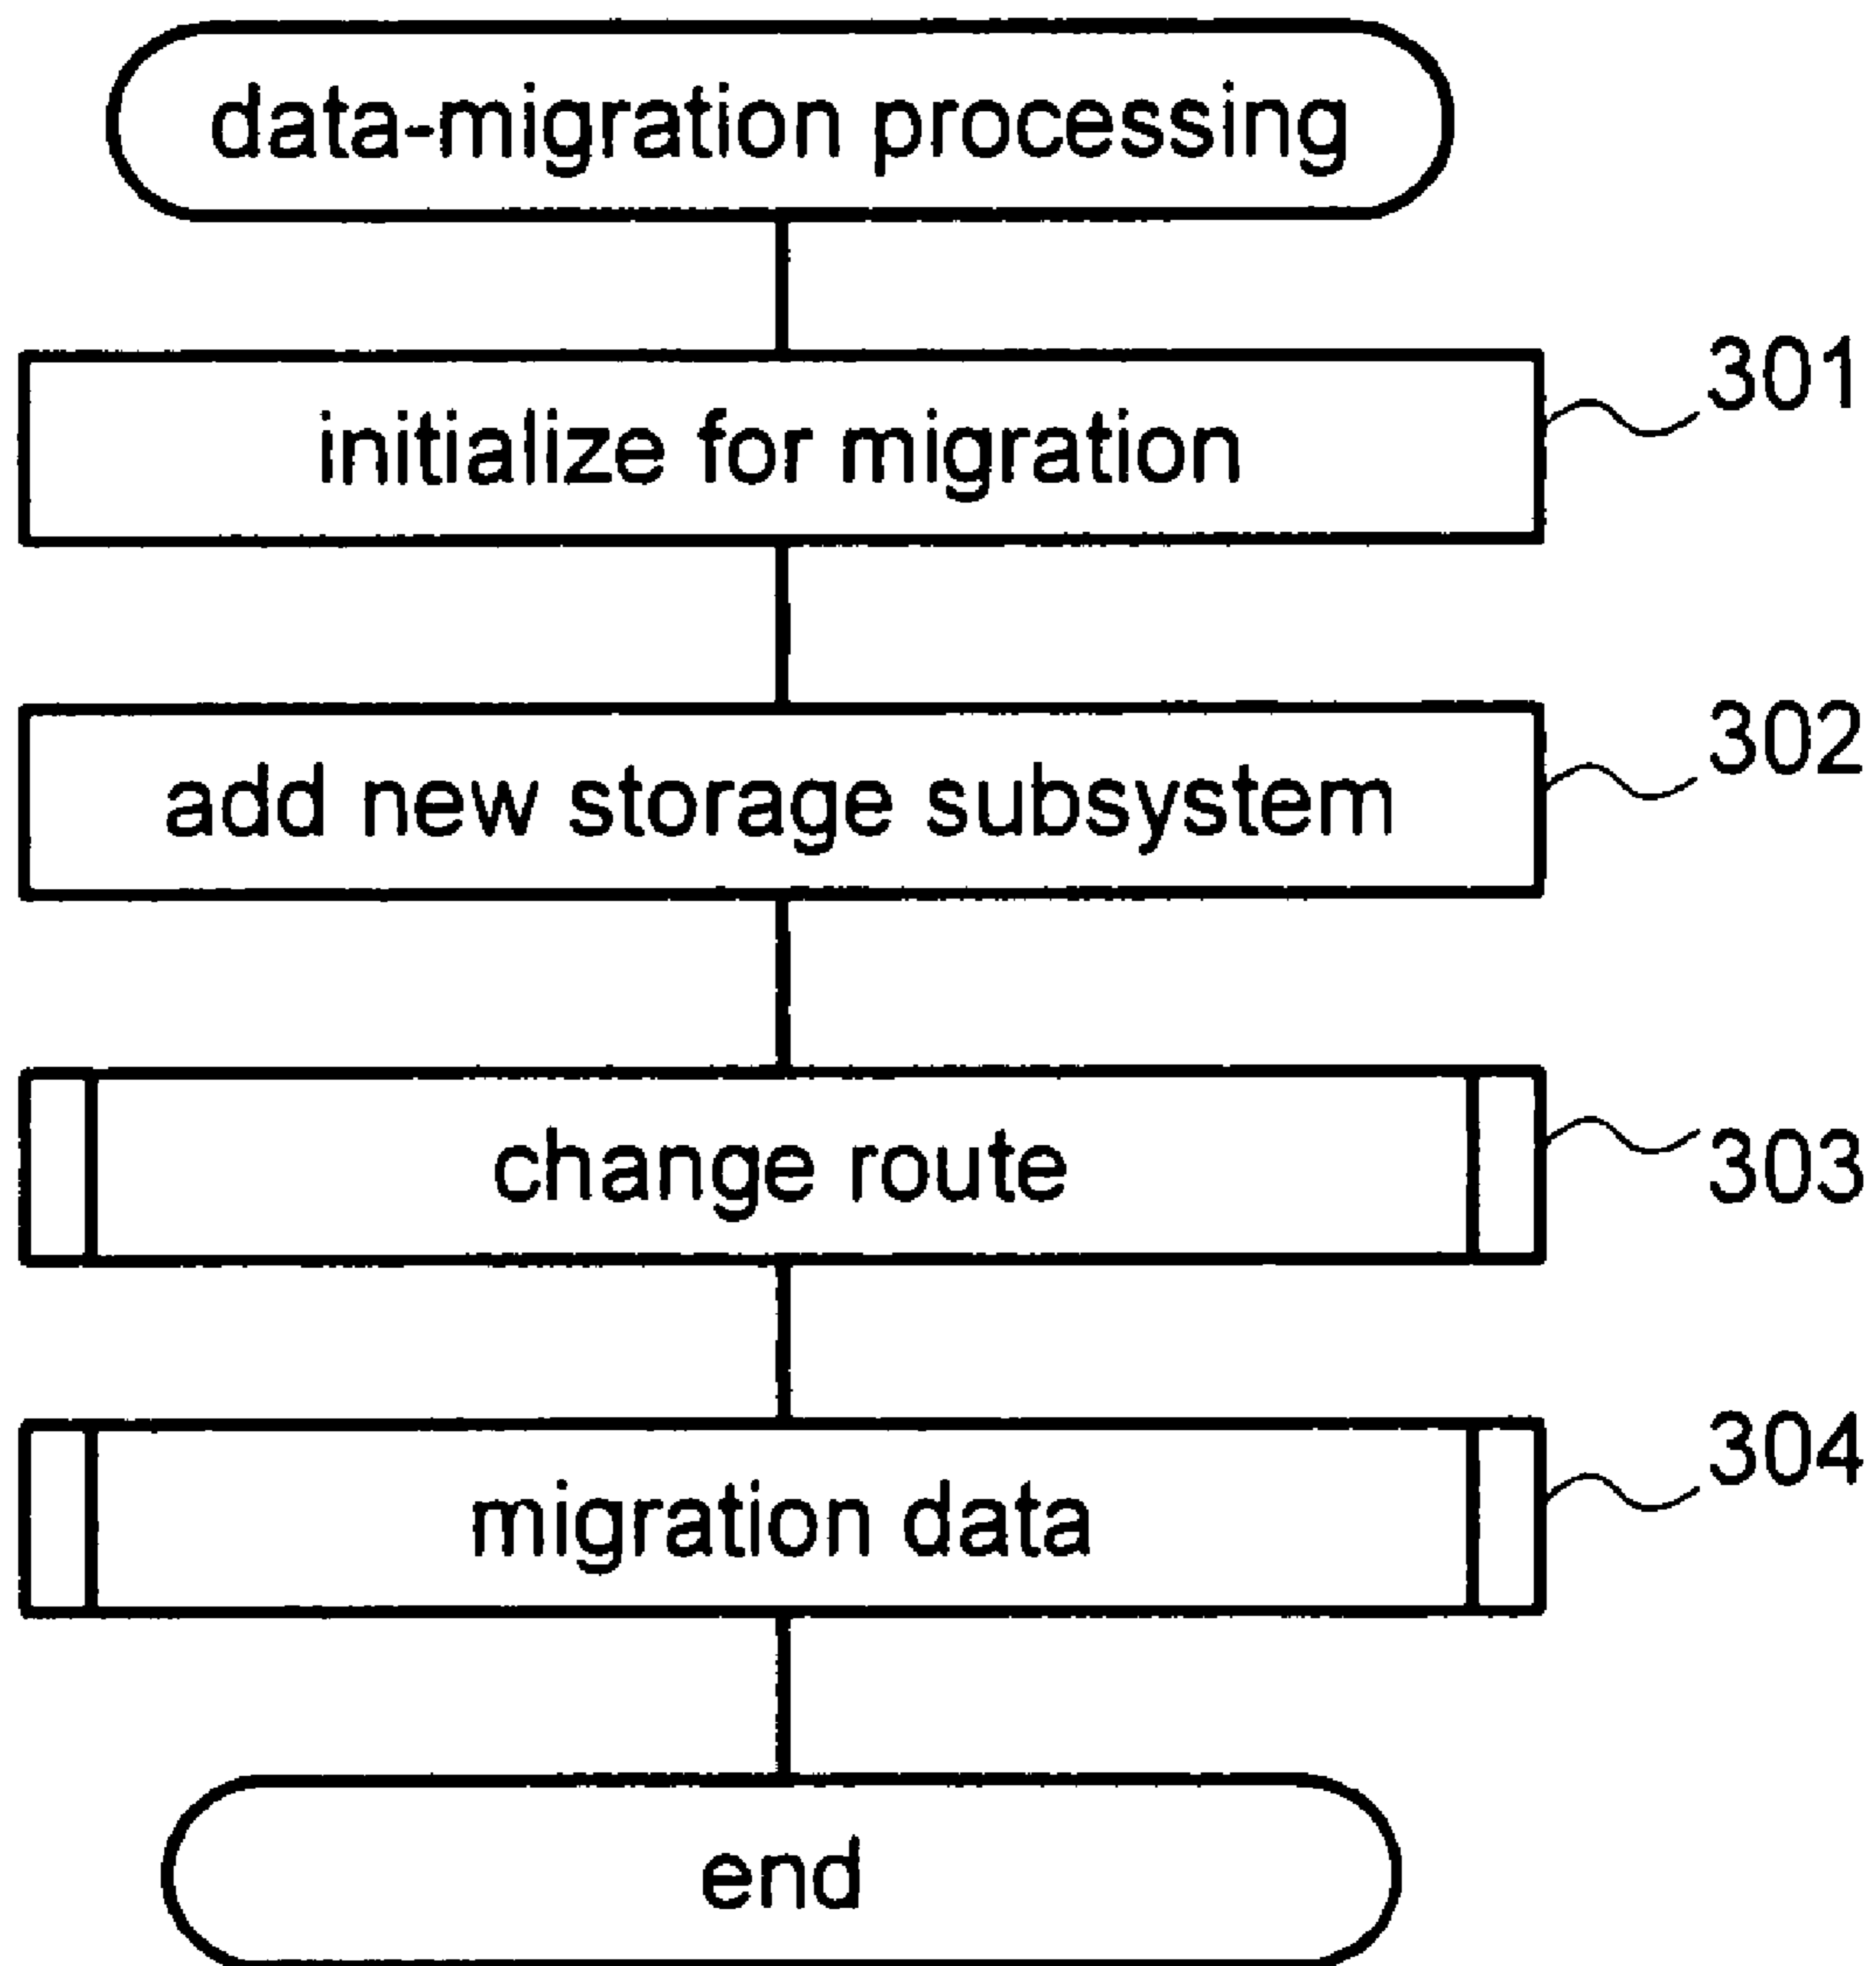 data-migration processing
initialize for migration
301
add new storage subsystem
302
change route
303
migration data
304
end